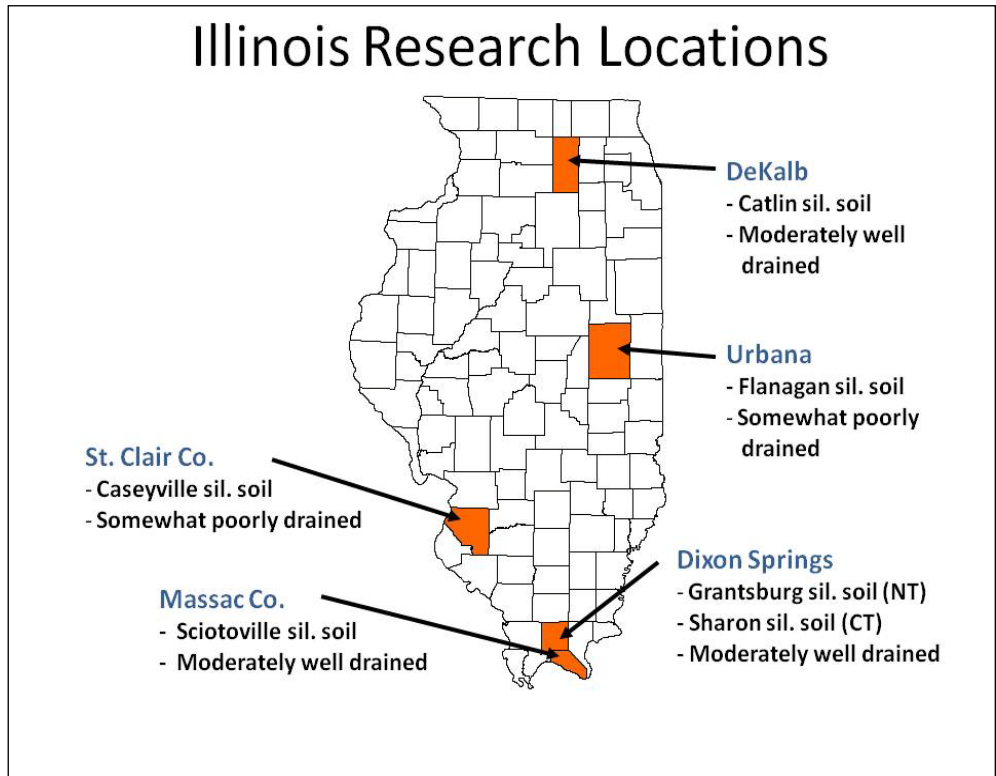 Illinois Research Locations
DeKalb
- Catlin sil. soil
- Moderately well
drained
Urbana
- Flanagan sil. soil
- Somewhat poorly
drained
St. Clair Co.
- Caseyville sil. soil
- Somewhat poorly drained
Dixon Springs
- Grantsburg sil. soil (NT)
- Sharon sil. soil (CT)
- Moderately well drained
Massac Co.
- Sciotoville sil. soil
- Moderately well drained